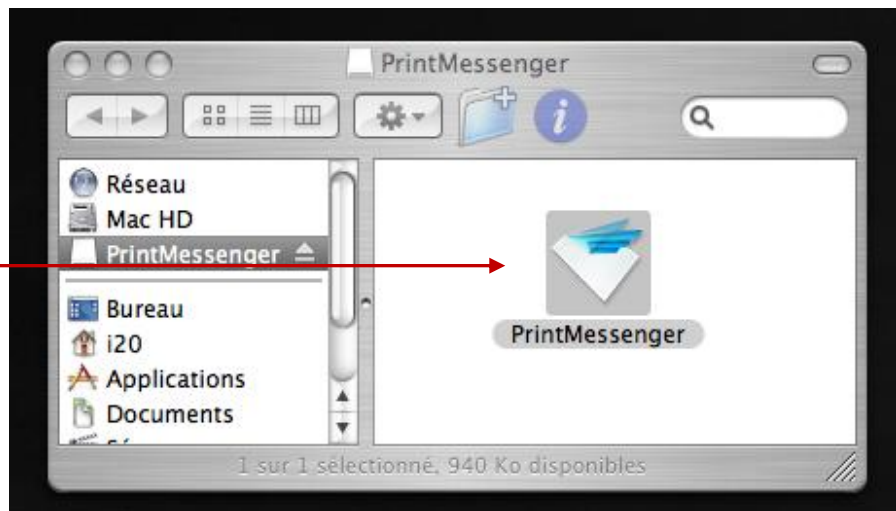 PrintMessenger
Réseau
Mac HD
PrintMessenger
Bureau
i20
Applications
Documents
PrintMessenger
1 sur 1 sélectionné, 940 Ko disponibles